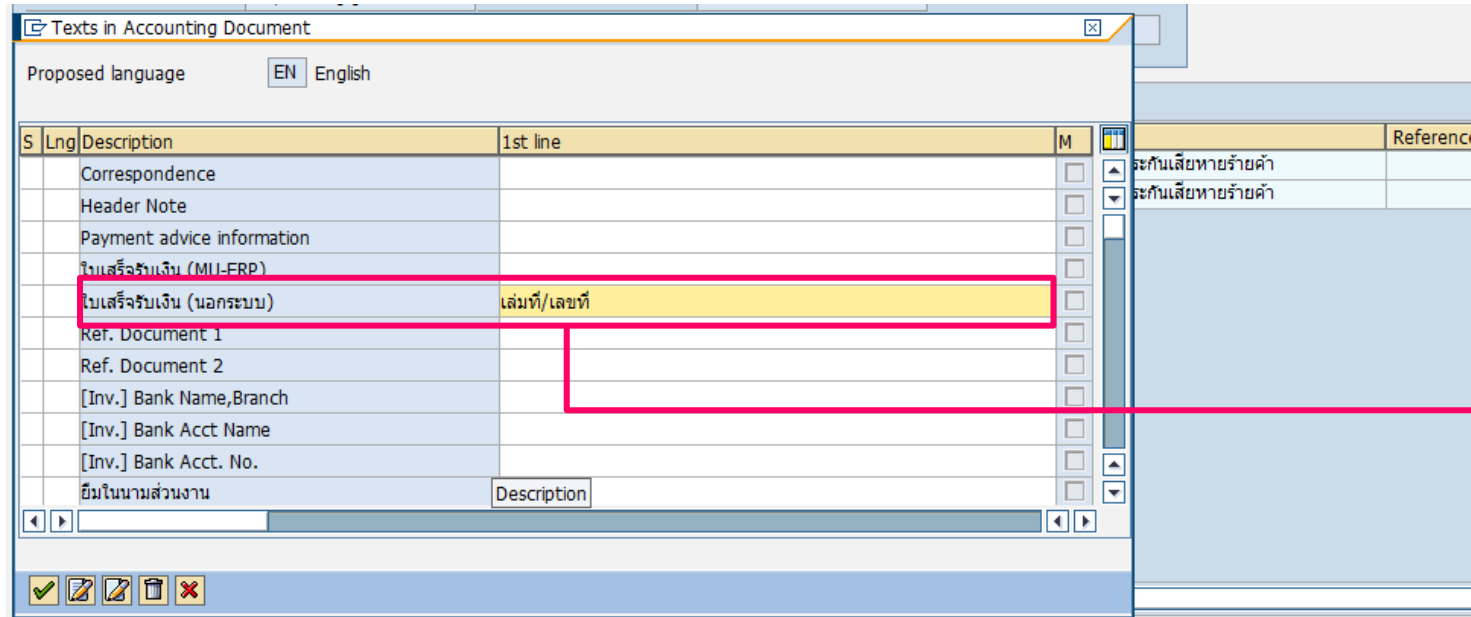 Texts in Accounting Document
Proposed language EN English
S Lng Description 1st line M Reference
Correspondence ระกันเสียหายร้ายค้า
Header Note ระกันเสียหายร้ายค้า
Payment advice information
ใบเสร็จรับเงิน (MU-ERP)
ใบเสร็จรับเงิน (นอกระบบ) เล่มที่/เลขที่
Ref. Document 1
Ref. Document 2
[Inv.] Bank Name,Branch
[Inv.] Bank Acct Name
[Inv.] Bank Acct. No.
ยืมในนามส่วนงาน Description